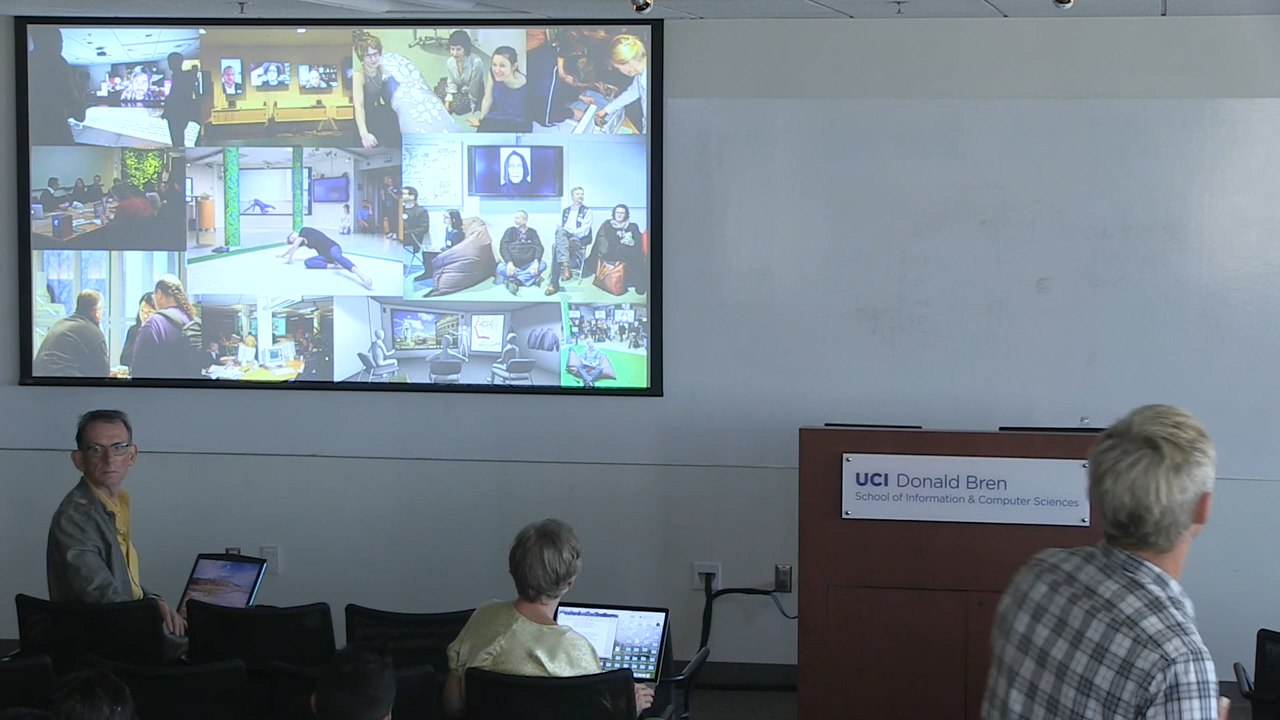 UCI Donald Bren
School of Information & Computer Sciences